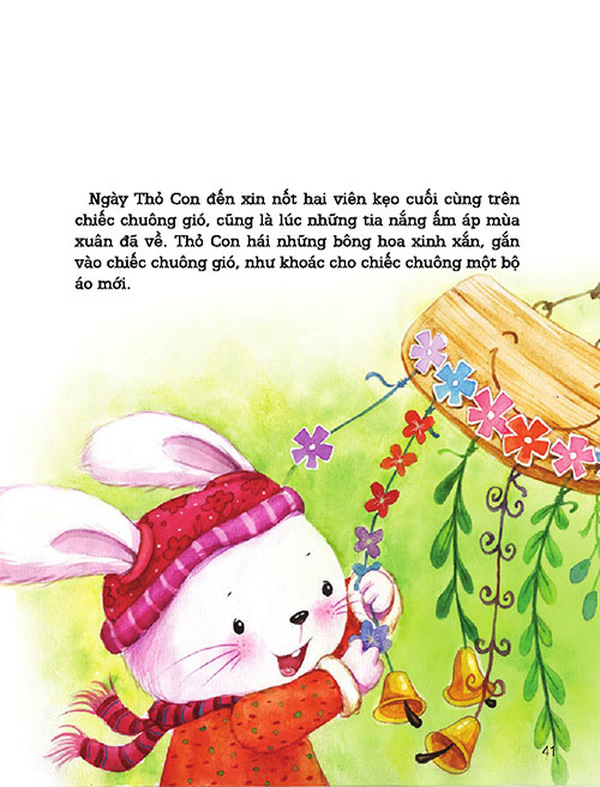 Ngày Thỏ Con đến xin nốt hai viên kẹo cuối cùng trên
chiếc chuông gió, cũng là lúc những tia nắng ấm áp mùa
xuân đã về. Thỏ Con hái những bông hoa xinh xắn, gắn
vào chiếc chuông gió, như khoác cho chiếc chuông một bộ
áo mới.
41